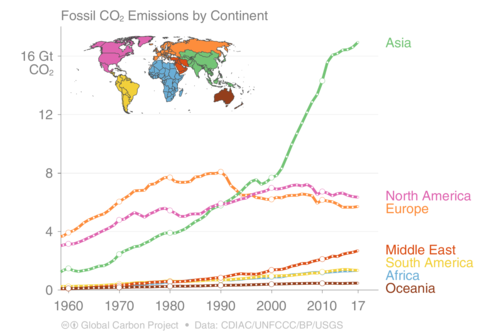 Fossil CO₂ Emissions by Continent
16 Gt
CO₂
12
8
4
0
Asia
North America
Europe
Middle East
South America
Africa
Oceania
1960 1970 1980 1990 2000 2010 17
Global Carbon Project • Data: CDIAC/UNFCCC/BP/USGS